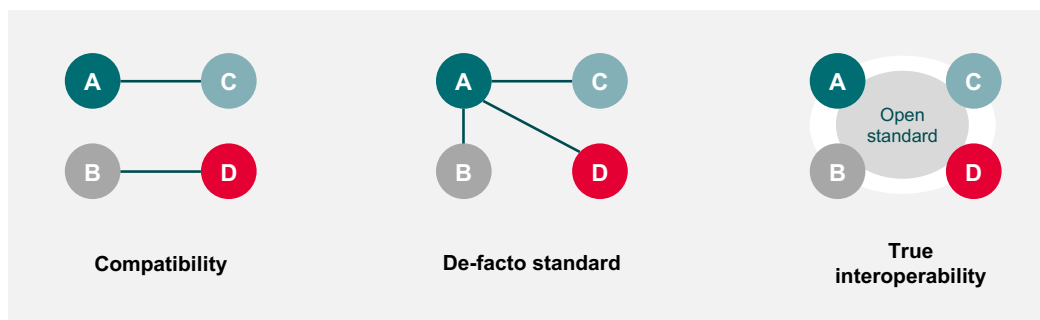 A
C
B
D
Compatibility
A
C
B
D
De-facto standard
A
C
Open
standard
B
D
True
interoperability